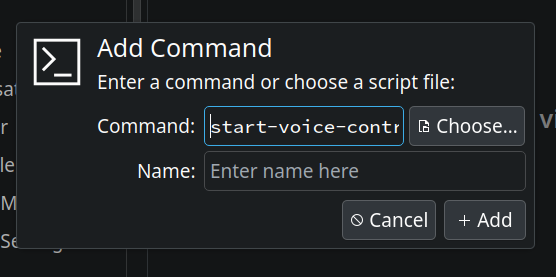 Add Command
Enter a command or choose a script file:
Command: start-voice-contr Choose...
Name: Enter name here
Cancel Add